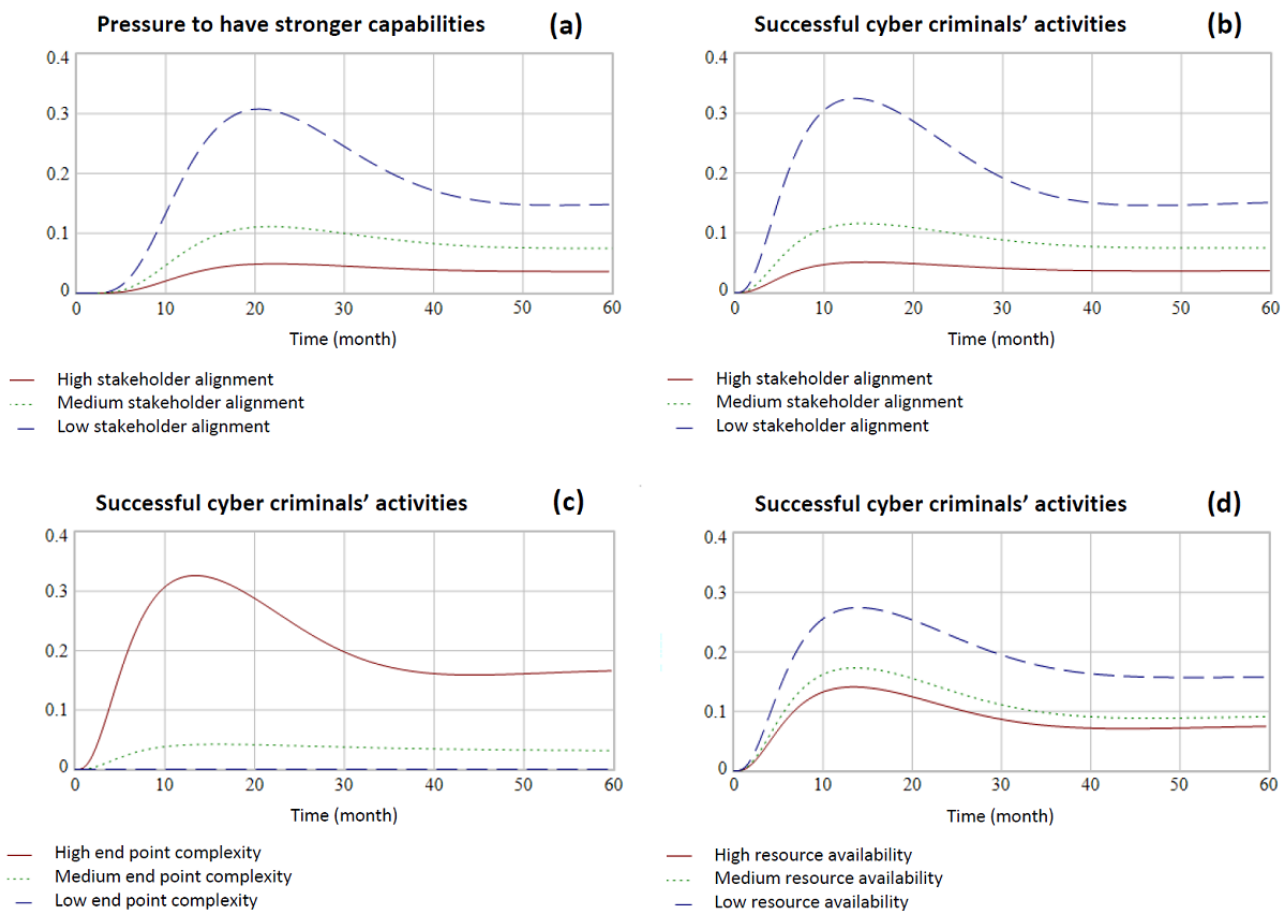 Pressure to have stronger capabilities (a)
0.4
0.3
0.2
0.1
0
0 10 20 30 40 50 60
Time (month)
High stakeholder alignment
Medium stakeholder alignment
Low stakeholder alignment
Successful cyber criminals’ activities (b)
0.4
0.3
0.2
0.1
0
0 10 20 30 40 50 60
Time (month)
High stakeholder alignment
Medium stakeholder alignment
Low stakeholder alignment
Successful cyber criminals’ activities (c)
0.4
0.3
0.2
0.1
0
0 10 20 30 40 50 60
Time (month)
High end point complexity
Medium end point complexity
Low end point complexity
Successful cyber criminals’ activities (d)
0.4
0.3
0.2
0.1
0
0 10 20 30 40 50 60
Time (month)
High resource availability
Medium resource availability
Low resource availability